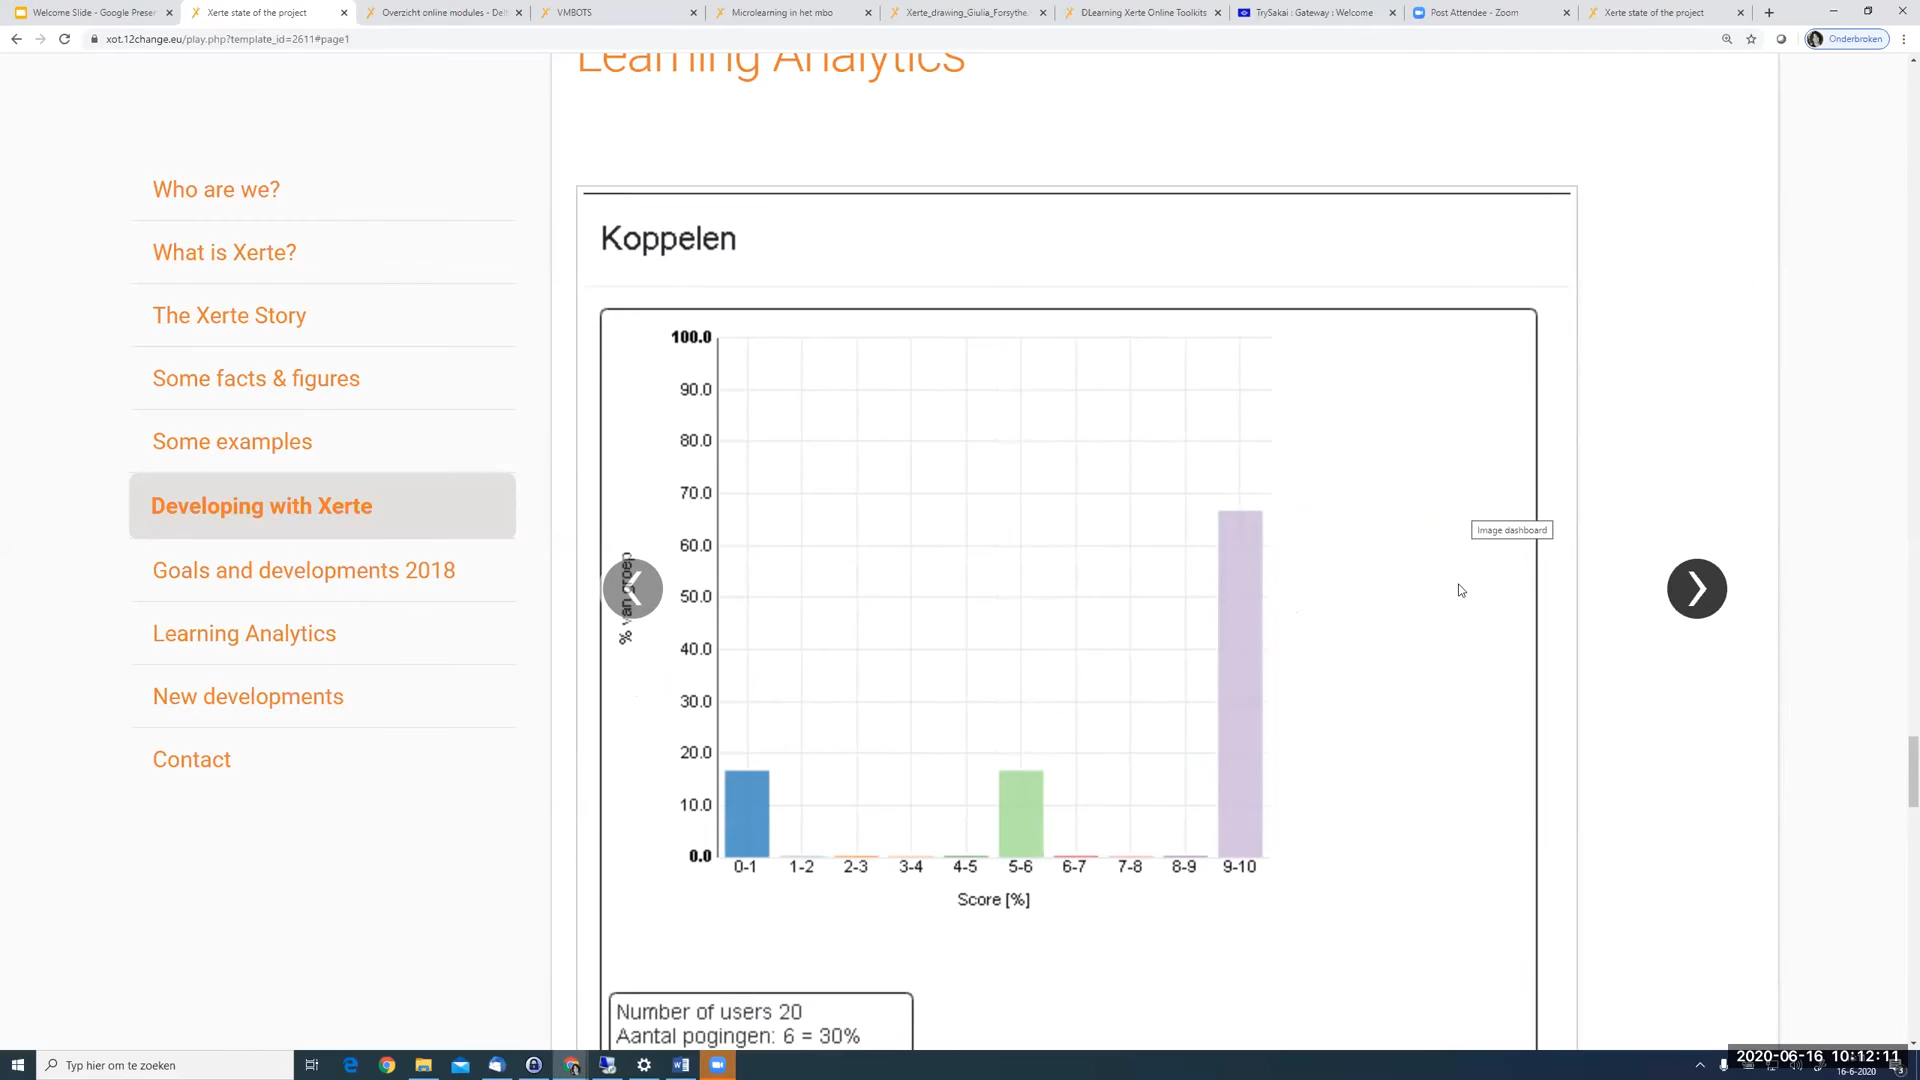 Welcome Slide - Google Preser
Xerte state of the project
Overzicht online modules - Del
VMBOTS
Microlearning in het mbo
Xerte_drawing_Giulia_Forsythe.
DLearning Xerte Online Toolkits
TrySakai : Gateway : Welcome
Post Attendee - Zoom
Xerte state of the project
xot.12change.eu/play.php?template_id=2611#page1
Onderbroken
Learning Analytics
Who are we?
What is Xerte?
The Xerte Story
Some facts & figures
Some examples
Developing with Xerte
Goals and developments 2018
Learning Analytics
New developments
Contact
Koppelen
100.0
90.0
80.0
70.0
60.0
50.0
40.0
30.0
20.0
10.0
0.0
% van groep
0-1 1-2 2-3 3-4 4-5 5-6 6-7 7-8 8-9 9-10
Score [%]
Image dashboard
Number of users 20
Aantal pogingen: 6 = 30%
Typ hier om te zoeken
2020-06-16 10:12:11
16-6-2020